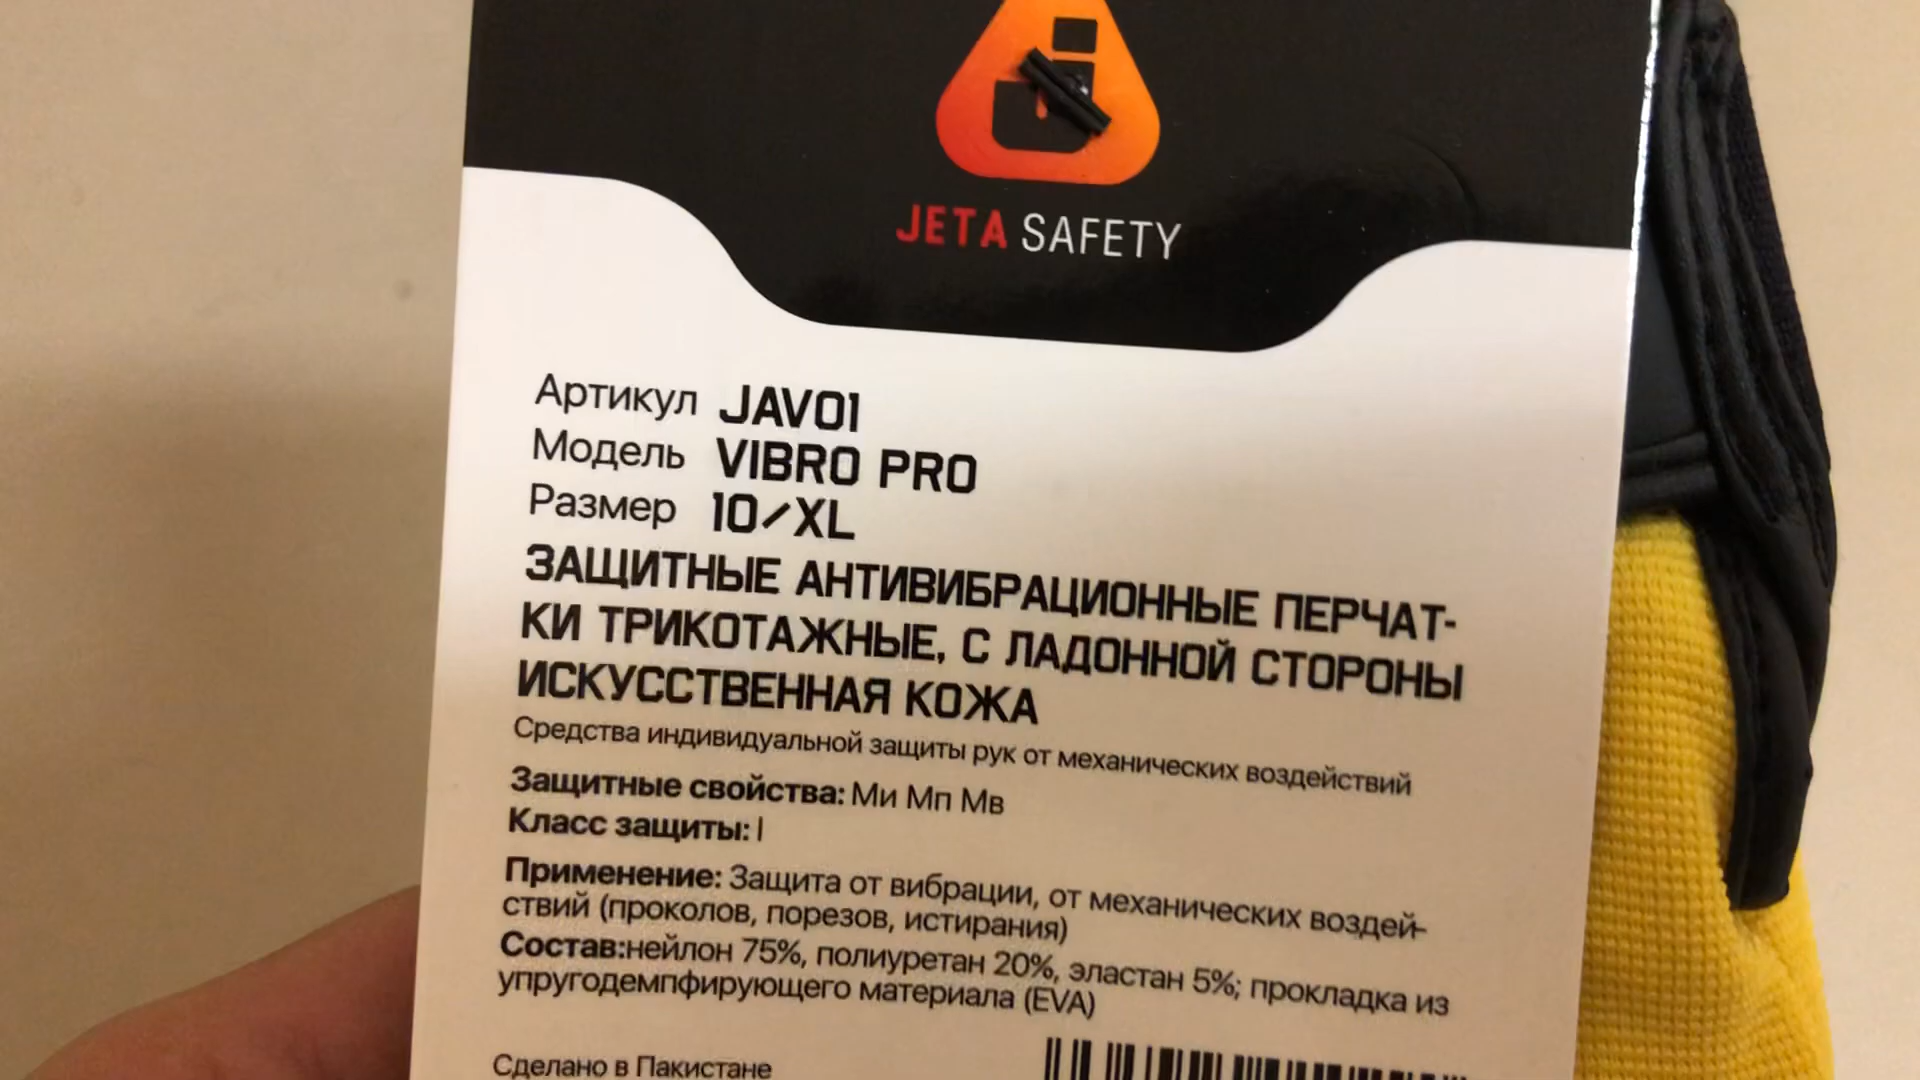 JETA SAFETY
Артикул JAV01
Модель VIBRO PRO
Размер 10/XL
ЗАЩИТНЫЕ АНТИВИБРАЦИОННЫЕ ПЕРЧАТ-
КИ ТРИКОТАЖНЫЕ, С ЛАДОННОЙ СТОРОНЫ
ИСКУССТВЕННАЯ КОЖА
Средства индивидуальной защиты рук от механических воздействий
Защитные свойства: Ми Мп Мв
Класс защиты: I
Применение: Защита от вибрации, от механических воздей-
ствий (проколов, порезов, истирания)
Состав:нейлон 75%, полиуретан 20%, эластан 5%; прокладка из
упругодемпфирующего материала (EVA)
Сделано в Пакистане